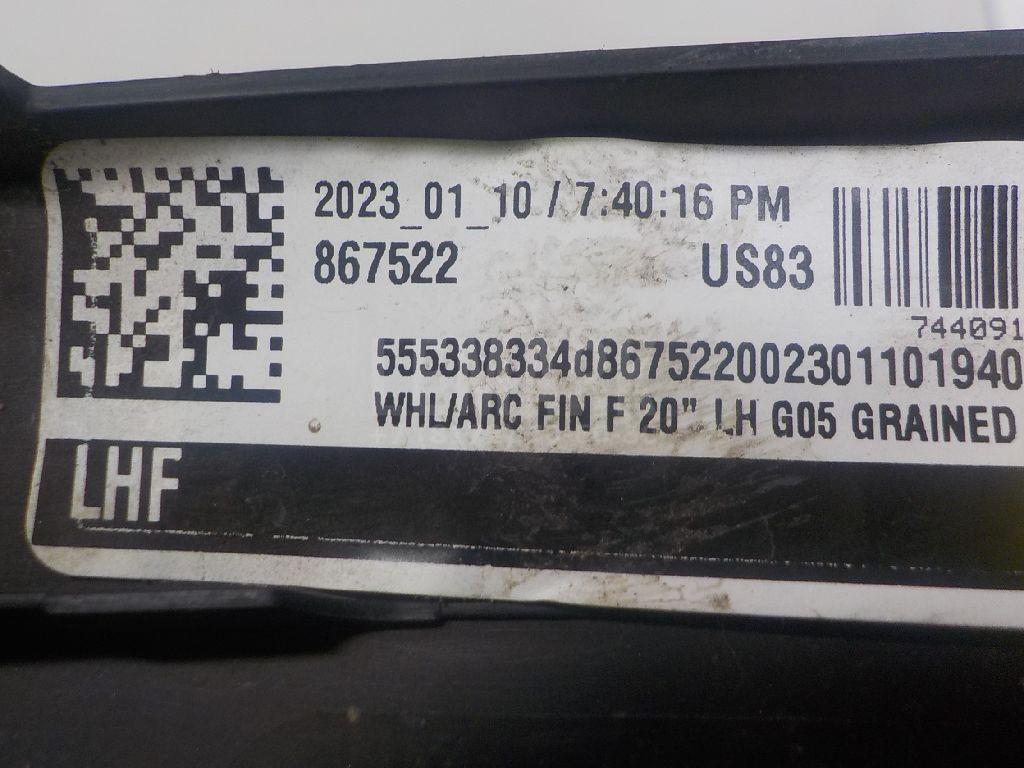 2023_01_10 / 7:40:16 PM
867522 US83
744091
555338334d867522002301101940
WHL/ARC FIN F 20" LH G05 GRAINED
LHF